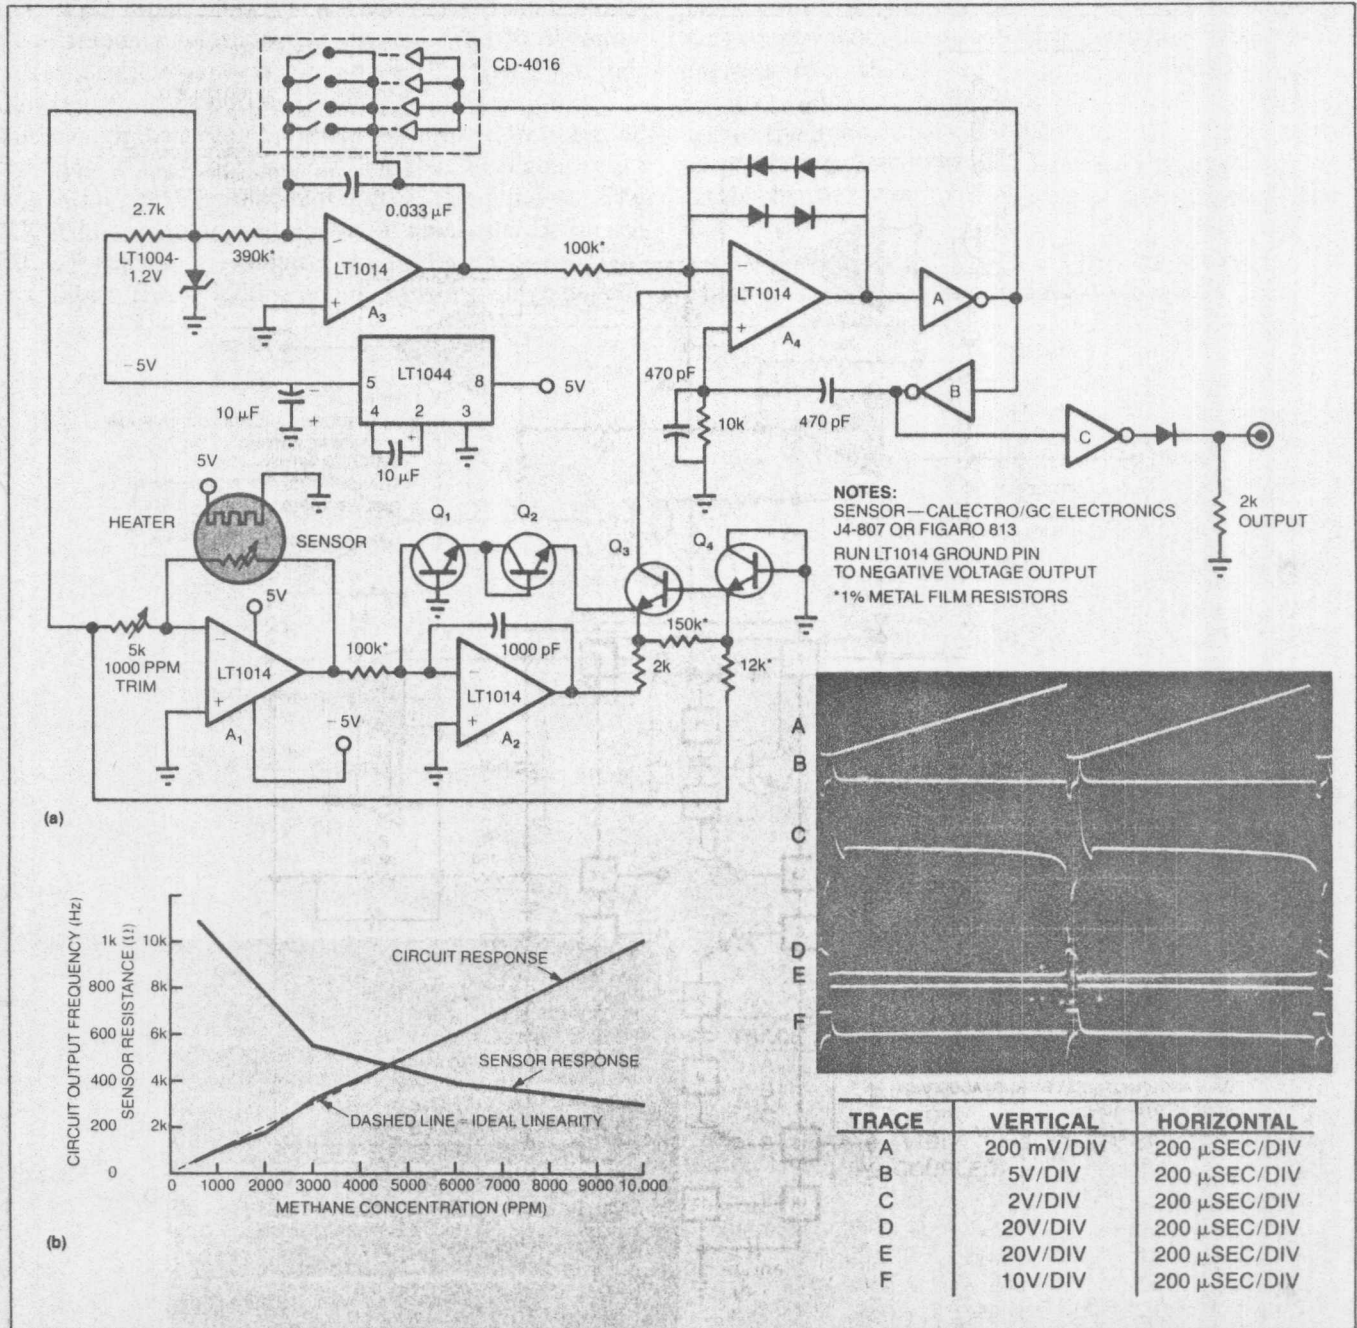 CD-4016
2.7k
0.033 µF
LT1004-
1.2V
390k*
−
LT1014
+
A3
100k*
−
LT1014
+
A4
A
−5V
5
LT1044
8
5V
4
2
3
10 µF
−
+
+
10 µF
470 pF
10k
470 pF
B
C
2k
OUTPUT
5V
HEATER
SENSOR
Q1
Q2
Q3
Q4
NOTES:
SENSOR—CALECTRO/GC ELECTRONICS
J4-807 OR FIGARO 813
RUN LT1014 GROUND PIN
TO NEGATIVE VOLTAGE OUTPUT
*1% METAL FILM RESISTORS
5V
5k
1000 PPM
TRIM
−
LT1014
+
A1
−5V
100k*
1000 pF
−
LT1014
+
A2
2k
150k*
12k*
(a)
A
B
C
D
E
F
CIRCUIT OUTPUT FREQUENCY (Hz)
SENSOR RESISTANCE (Ω)
1k 10k
800 8k
600 6k
400 4k
200 2k
0
CIRCUIT RESPONSE
SENSOR RESPONSE
DASHED LINE = IDEAL LINEARITY
0 1000 2000 3000 4000 5000 6000 7000 8000 9000 10,000
METHANE CONCENTRATION (PPM)
(b)
TRACE VERTICAL HORIZONTAL
A 200 mV/DIV 200 µSEC/DIV
B 5V/DIV 200 µSEC/DIV
C 2V/DIV 200 µSEC/DIV
D 20V/DIV 200 µSEC/DIV
E 20V/DIV 200 µSEC/DIV
F 10V/DIV 200 µSEC/DIV